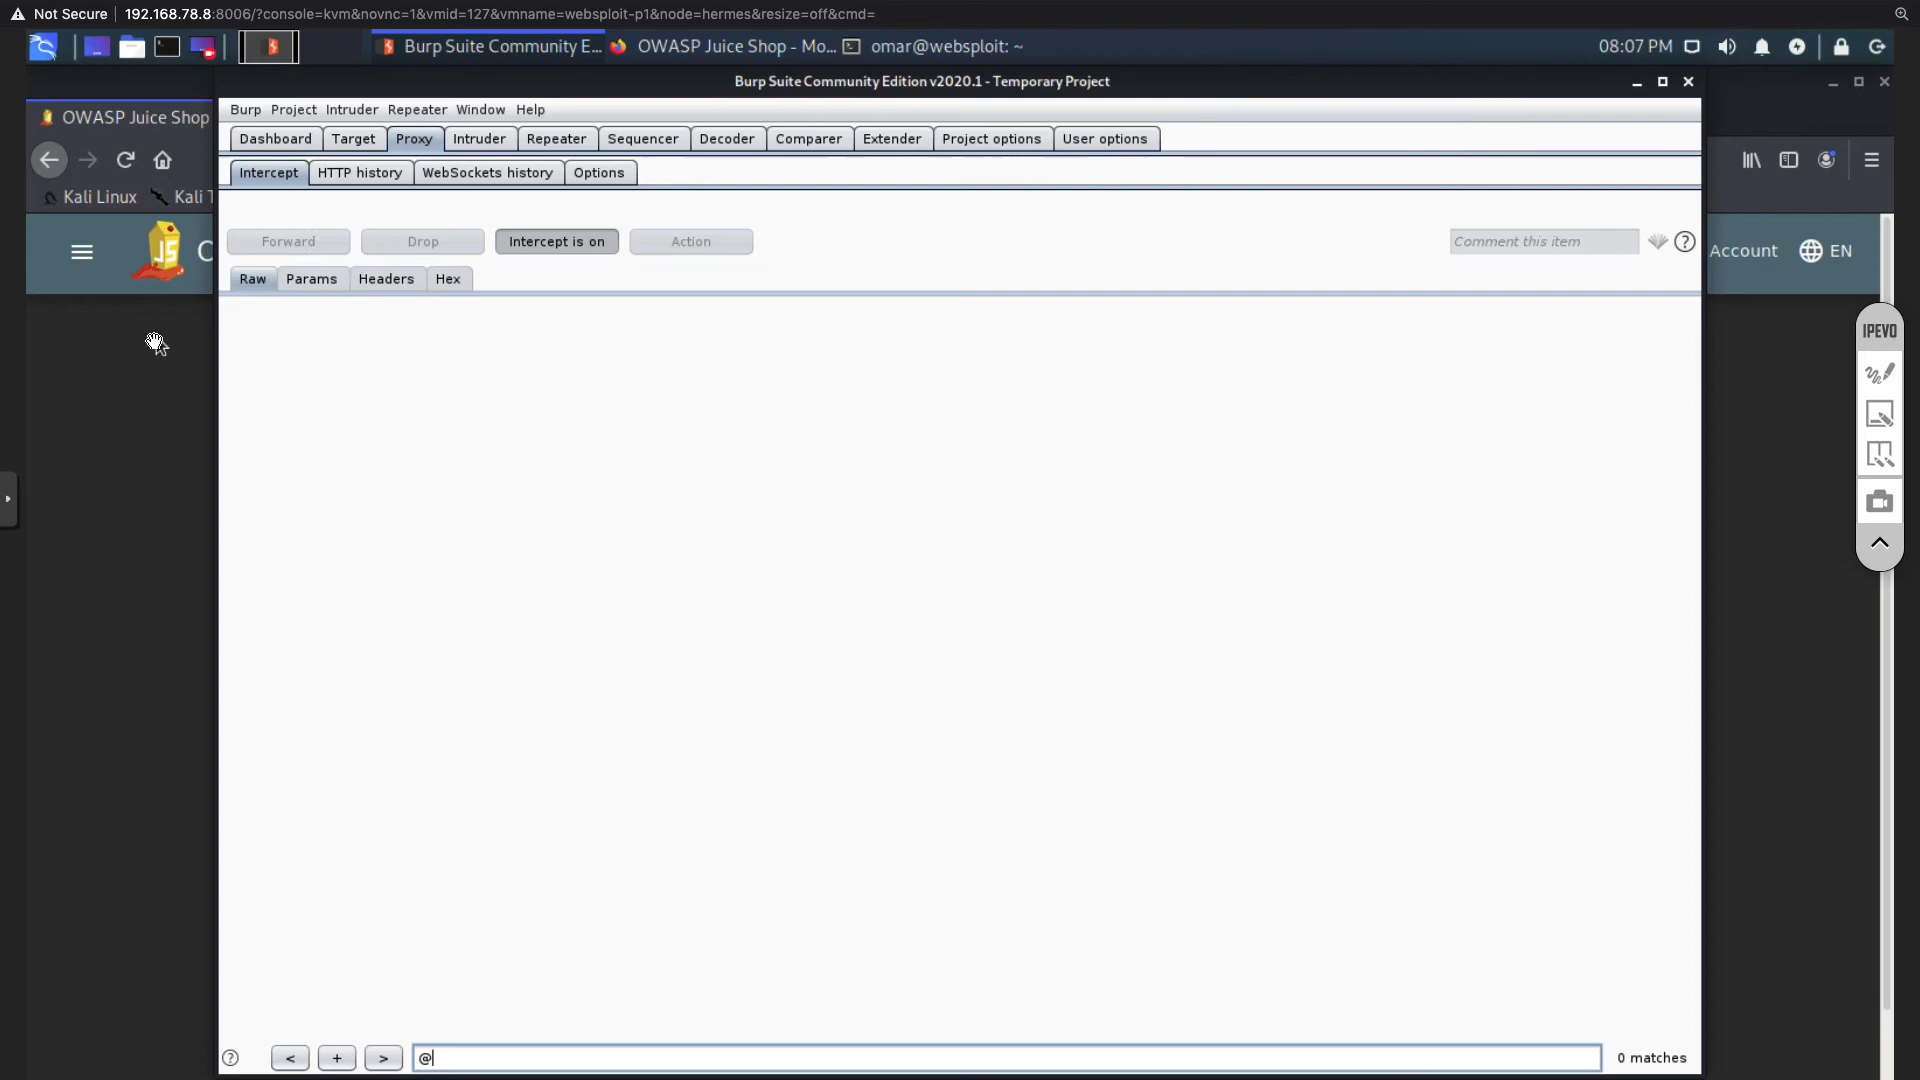 Not Secure 192.168.78.8:8006/?console=kvm&novnc=1&vmid=127&vmname=websploit-p1&node=hermes&resize=off&cmd=
Burp Suite Community E... OWASP Juice Shop - Mo... omar@websploit: ~ 08:07 PM
Burp Suite Community Edition v2020.1 - Temporary Project
Burp Project Intruder Repeater Window Help
OWASP Juice Shop
Dashboard Target Proxy Intruder Repeater Sequencer Decoder Comparer Extender Project options User options
Intercept HTTP history WebSockets history Options
Kali Linux Kali T
Forward Drop Intercept is on Action Comment this item ?
JS O Account EN
Raw Params Headers Hex
IPEVO
? < + > @ 0 matches